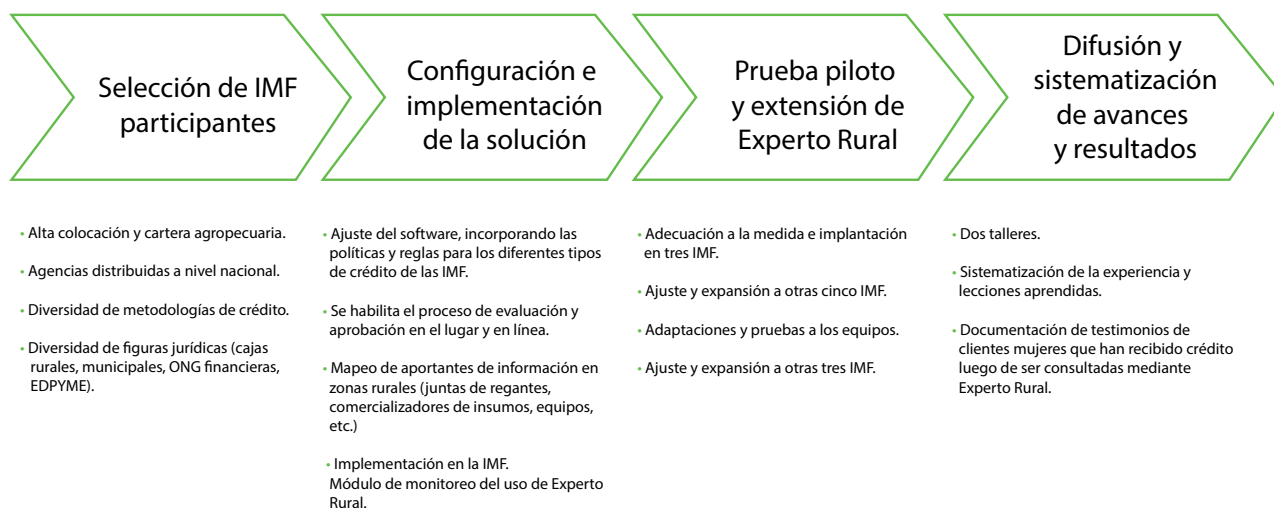 Selección de IMF
participantes
Configuración e
implementación
de la solución
Prueba piloto
y extensión de
Experto Rural
Difusión y
sistematización
de avances
y resultados
• Alta colocación y cartera agropecuaria.
• Agencias distribuidas a nivel nacional.
• Diversidad de metodologías de crédito.
• Diversidad de figuras jurídicas (cajas
rurales, municipales, ONG financieras,
EDPYME).
• Ajuste del software, incorporando las
políticas y reglas para los diferentes tipos
de crédito de las IMF.
• Se habilita el proceso de evaluación y
aprobación en el lugar y en línea.
• Mapeo de aportantes de información en
zonas rurales (juntas de regantes,
comercializadores de insumos, equipos,
etc.)
• Implementación en la IMF.
Módulo de monitoreo del uso de Experto
Rural.
• Adecuación a la medida e implantación
en tres IMF.
• Ajuste y expansión a otras cinco IMF.
• Adaptaciones y pruebas a los equipos.
• Ajuste y expansión a otras tres IMF.
• Dos talleres.
• Sistematización de la experiencia y
lecciones aprendidas.
• Documentación de testimonios de
clientes mujeres que han recibido crédito
luego de ser consultadas mediante
Experto Rural.